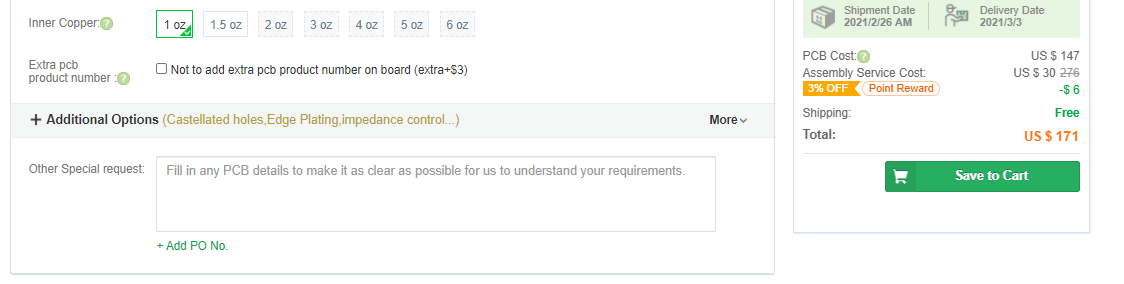 Inner Copper:
1 oz 1.5 oz 2 oz 3 oz 4 oz 5 oz 6 oz
Extra pcb
product number :
Not to add extra pcb product number on board (extra+$3)
+ Additional Options (Castellated holes,Edge Plating,impedance control...)
More
Other Special request:
Fill in any PCB details to make it as clear as possible for us to understand your requirements.
+ Add PO No.
Shipment Date
2021/2/26 AM
Delivery Date
2021/3/3
PCB Cost: US $ 147
Assembly Service Cost: US $ 30 276
3% OFF Point Reward -$ 6
Shipping: Free
Total: US $ 171
Save to Cart